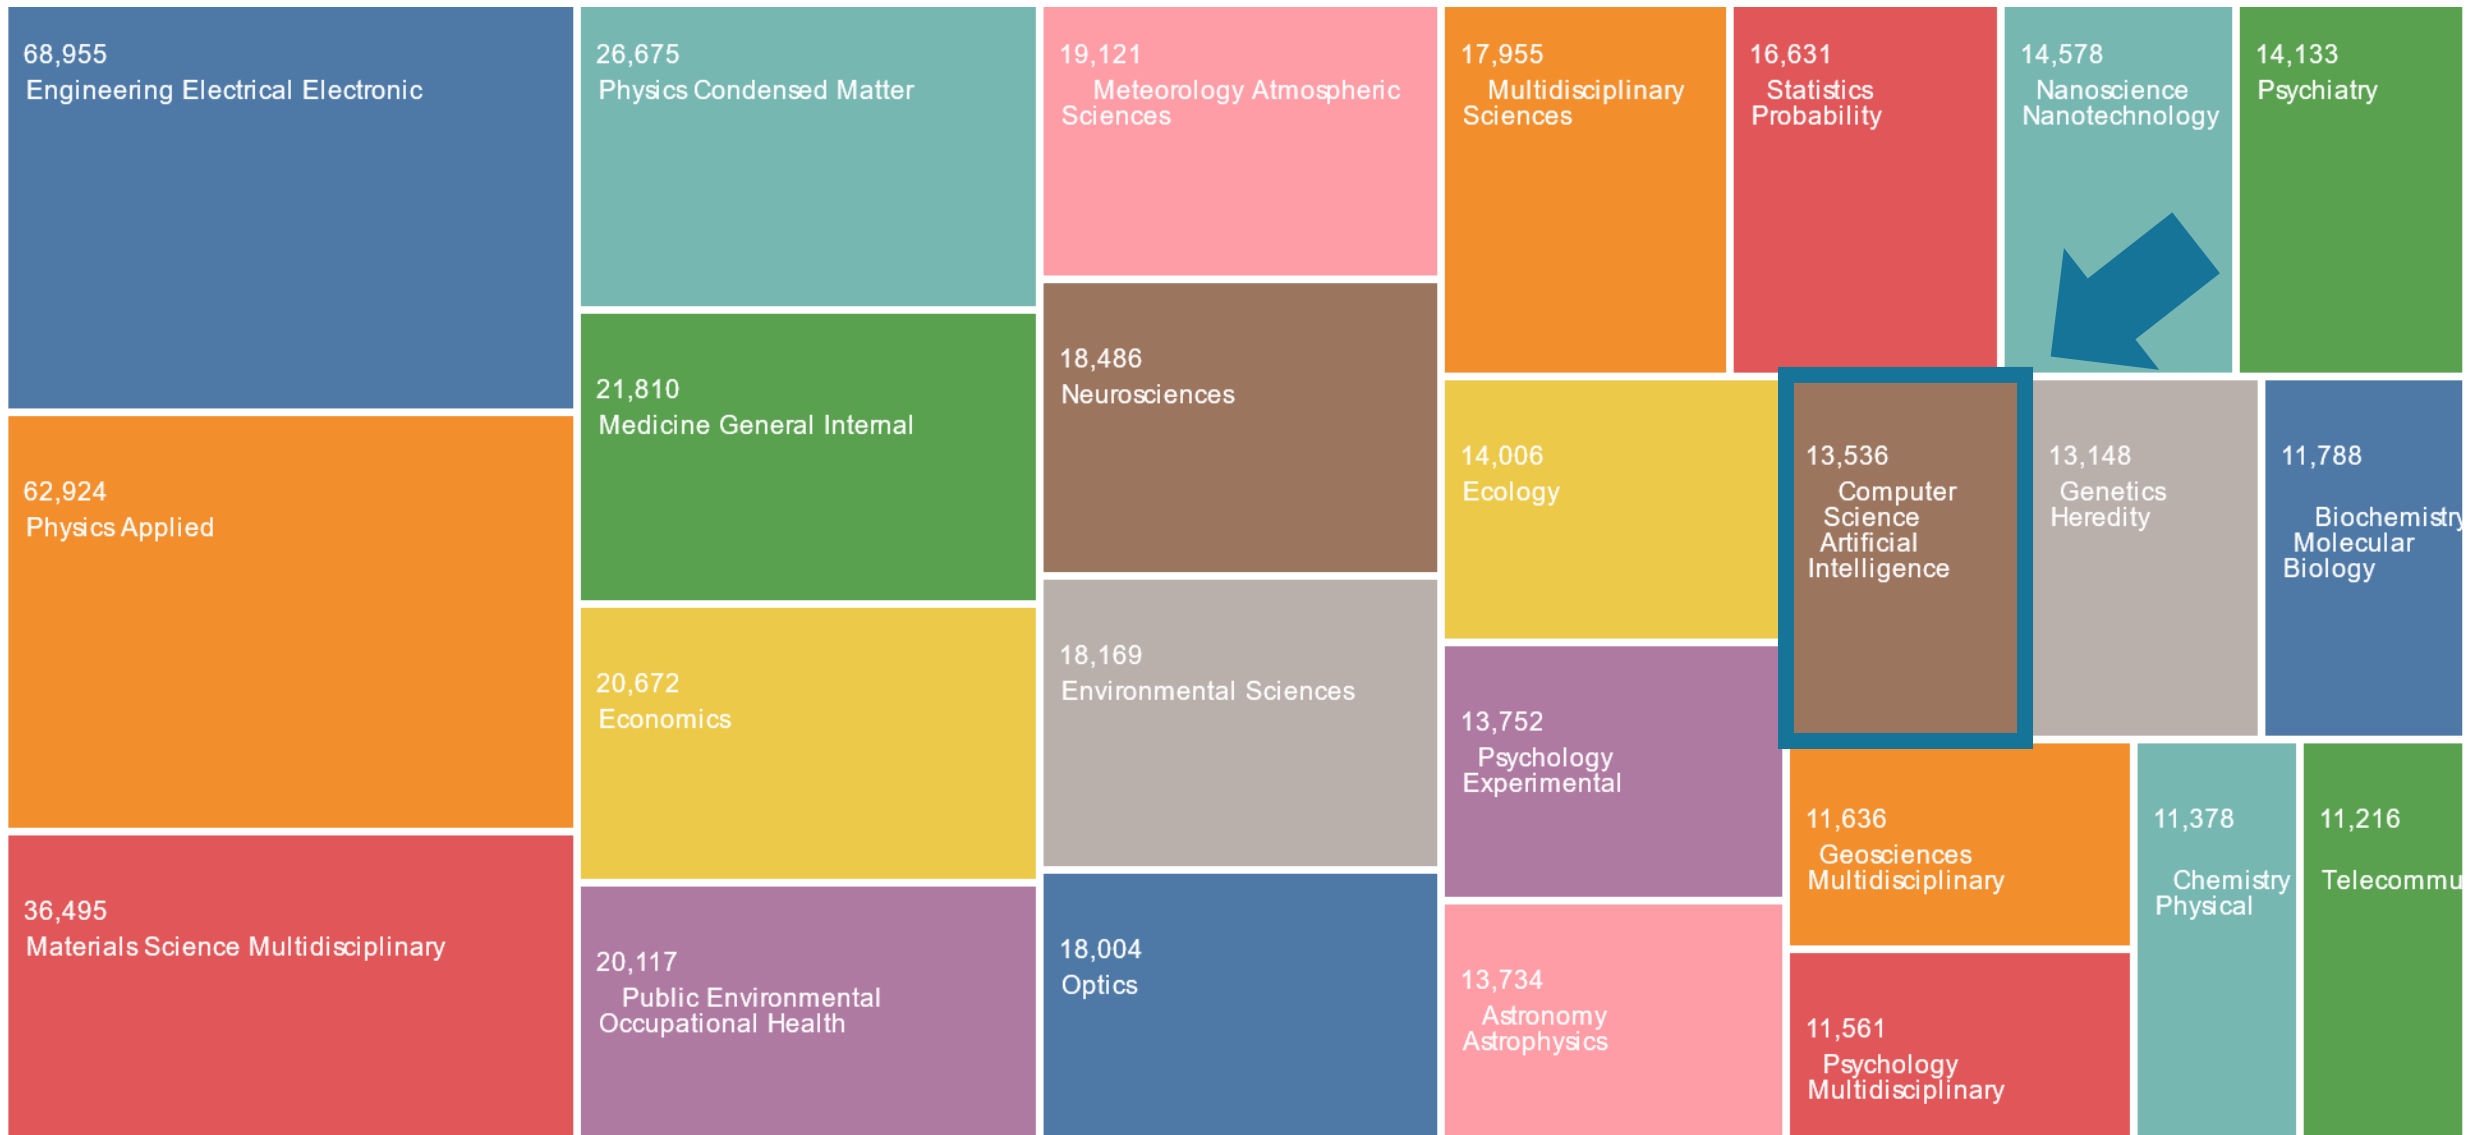 68,955
Engineering Electrical Electronic
62,924
Physics Applied
36,495
Materials Science Multidisciplinary
26,675
Physics Condensed Matter
21,810
Medicine General Internal
20,672
Economics
20,117
Public Environmental
Occupational Health
19,121
Meteorology Atmospheric
Sciences
18,486
Neurosciences
18,169
Environmental Sciences
18,004
Optics
17,955
Multidisciplinary
Sciences
16,631
Statistics
Probability
14,578
Nanoscience
Nanotechnology
14,133
Psychiatry
14,006
Ecology
13,752
Psychology
Experimental
13,734
Astronomy
Astrophysics
13,536
Computer
Science
Artificial
Intelligence
13,148
Genetics
Heredity
11,788
Biochemistry
Molecular
Biology
11,636
Geosciences
Multidisciplinary
11,561
Psychology
Multidisciplinary
11,378
Chemistry
Physical
11,216
Telecommu